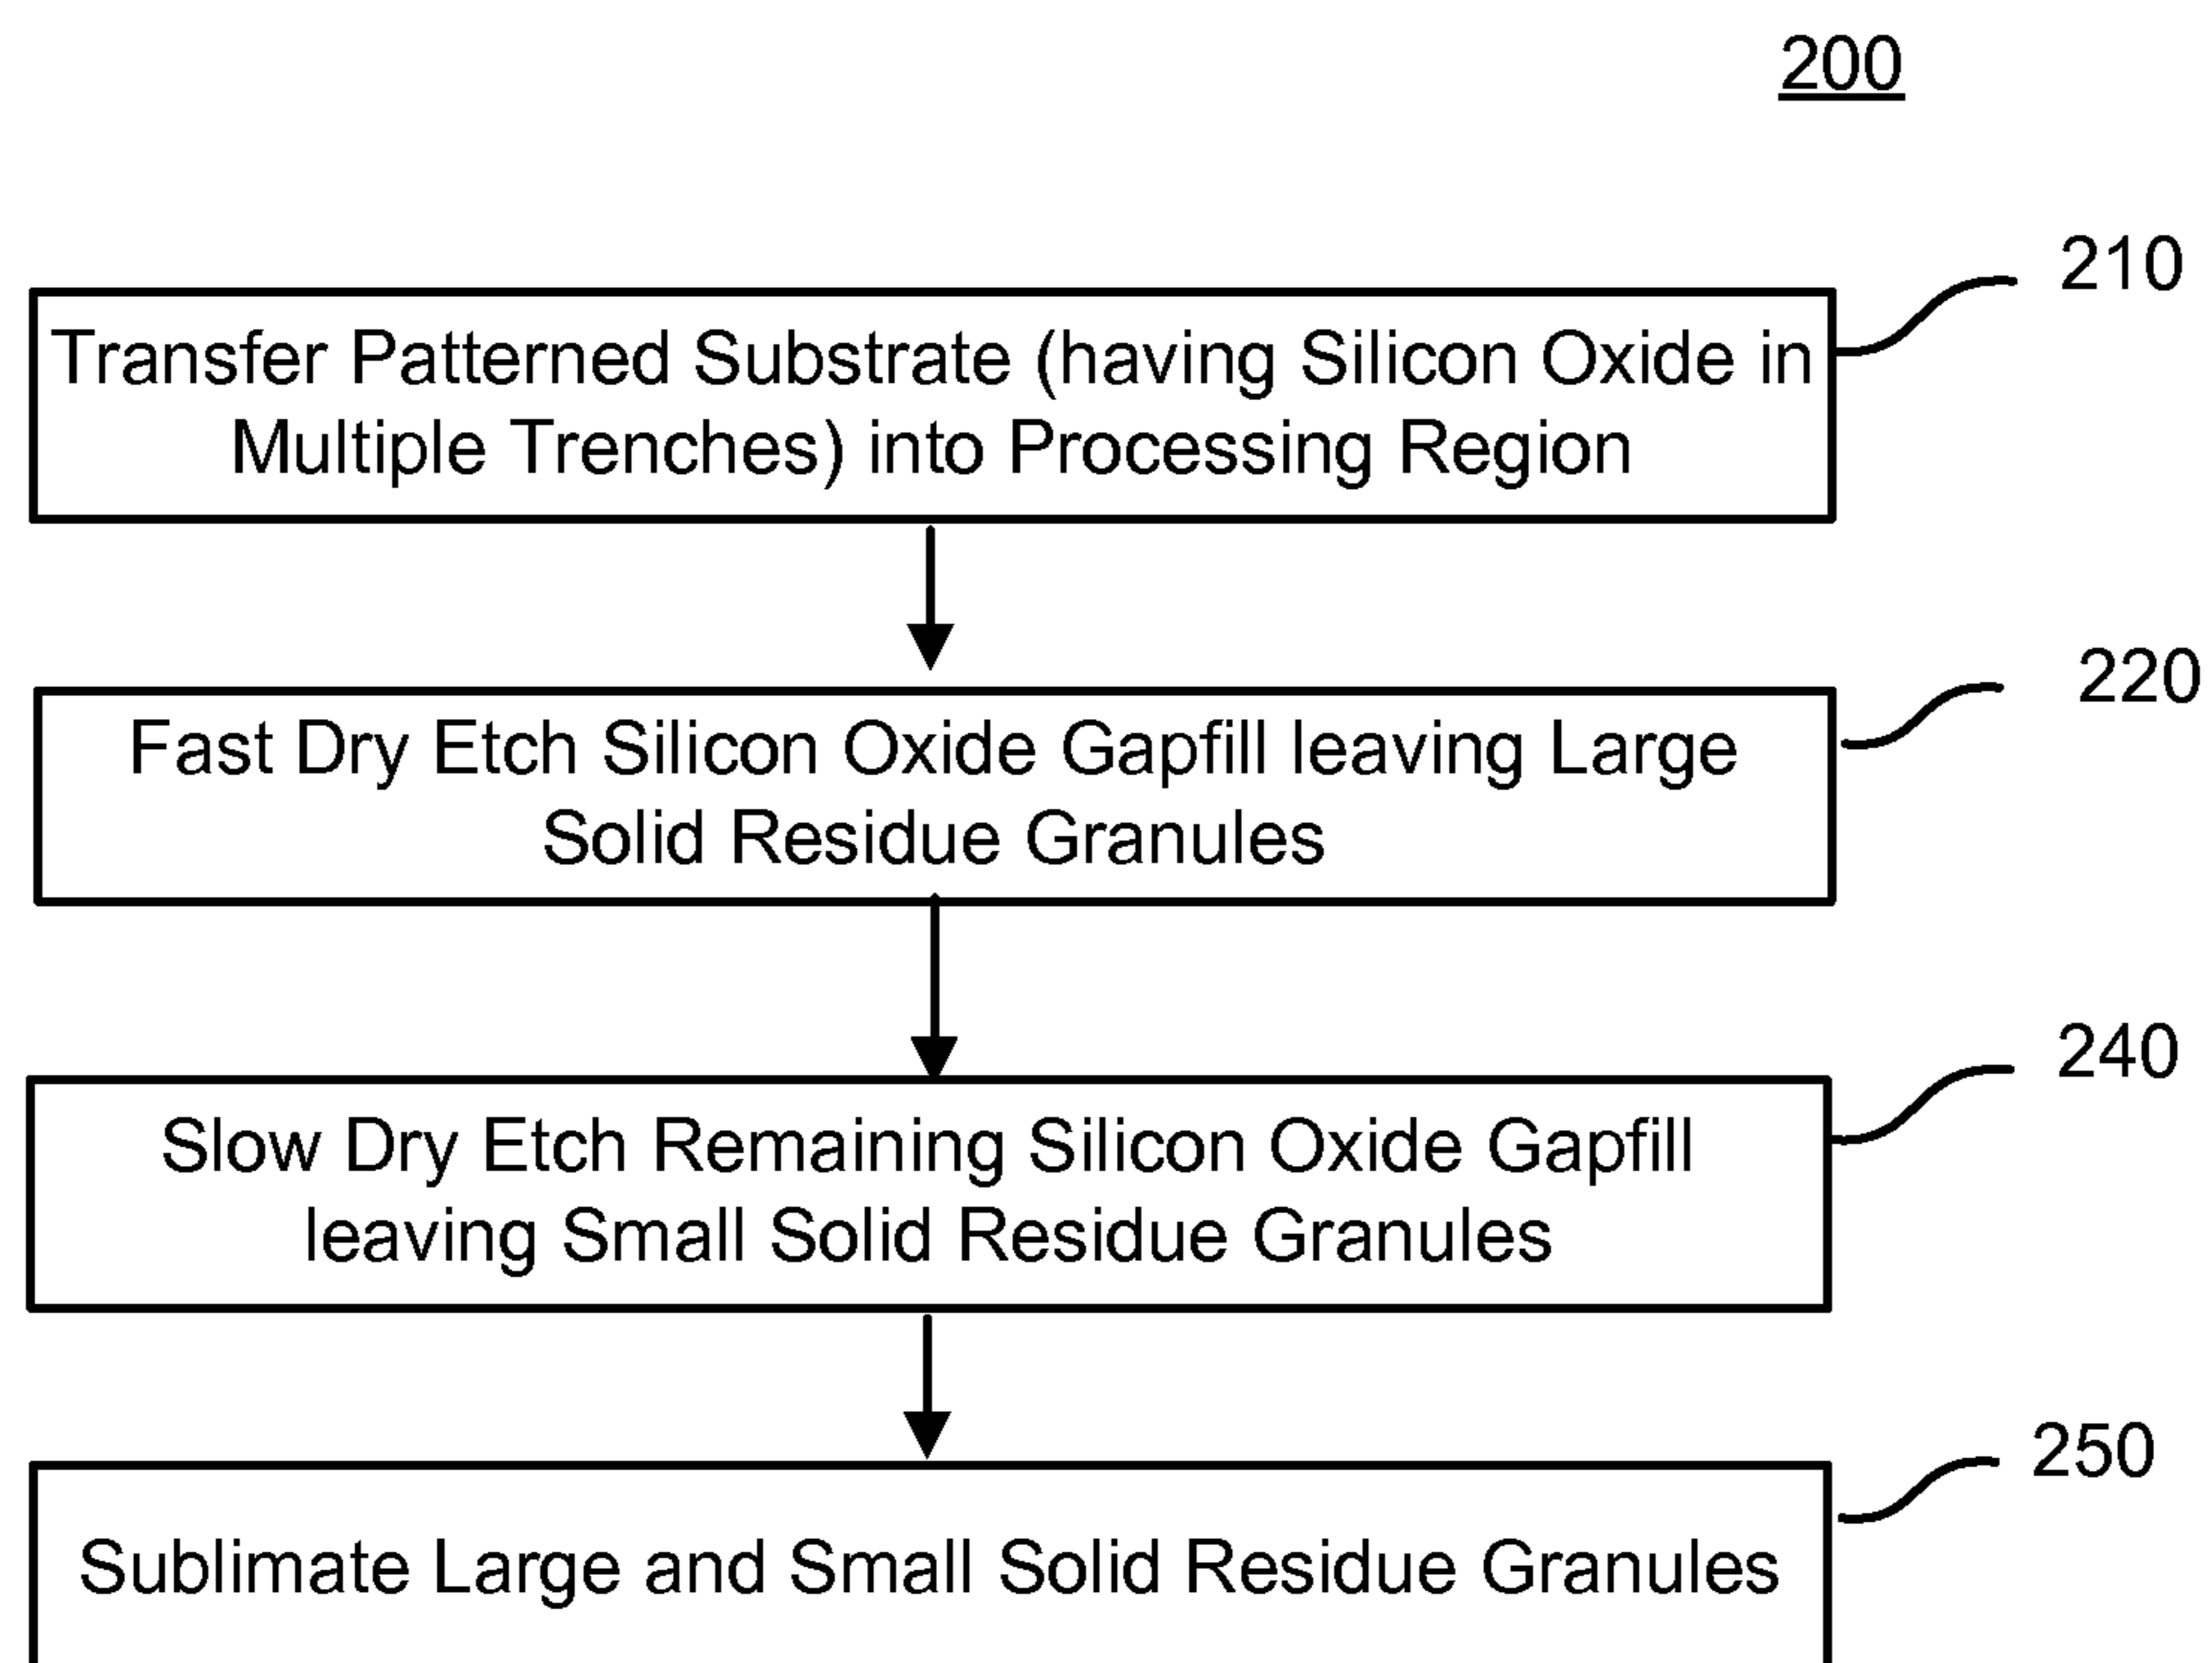 200
210
Transfer Patterned Substrate (having Silicon Oxide in
Multiple Trenches) into Processing Region
220
Fast Dry Etch Silicon Oxide Gapfill leaving Large
Solid Residue Granules
240
Slow Dry Etch Remaining Silicon Oxide Gapfill
leaving Small Solid Residue Granules
250
Sublimate Large and Small Solid Residue Granules